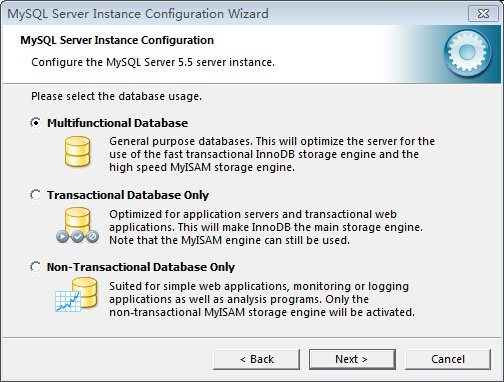 MySQL Server Instance Configuration Wizard
MySQL Server Instance Configuration
Configure the MySQL Server 5.5 server instance.
Please select the database usage.
Multifunctional Database
General purpose databases. This will optimize the server for the
use of the fast transactional InnoDB storage engine and the
high speed MyISAM storage engine.
Transactional Database Only
Optimized for application servers and transactional web
applications. This will make InnoDB the main storage engine.
Note that the MyISAM engine can still be used.
Non-Transactional Database Only
Suited for simple web applications, monitoring or logging
applications as well as analysis programs. Only the
non-transactional MyISAM storage engine will be activated.
< Back
Next >
Cancel